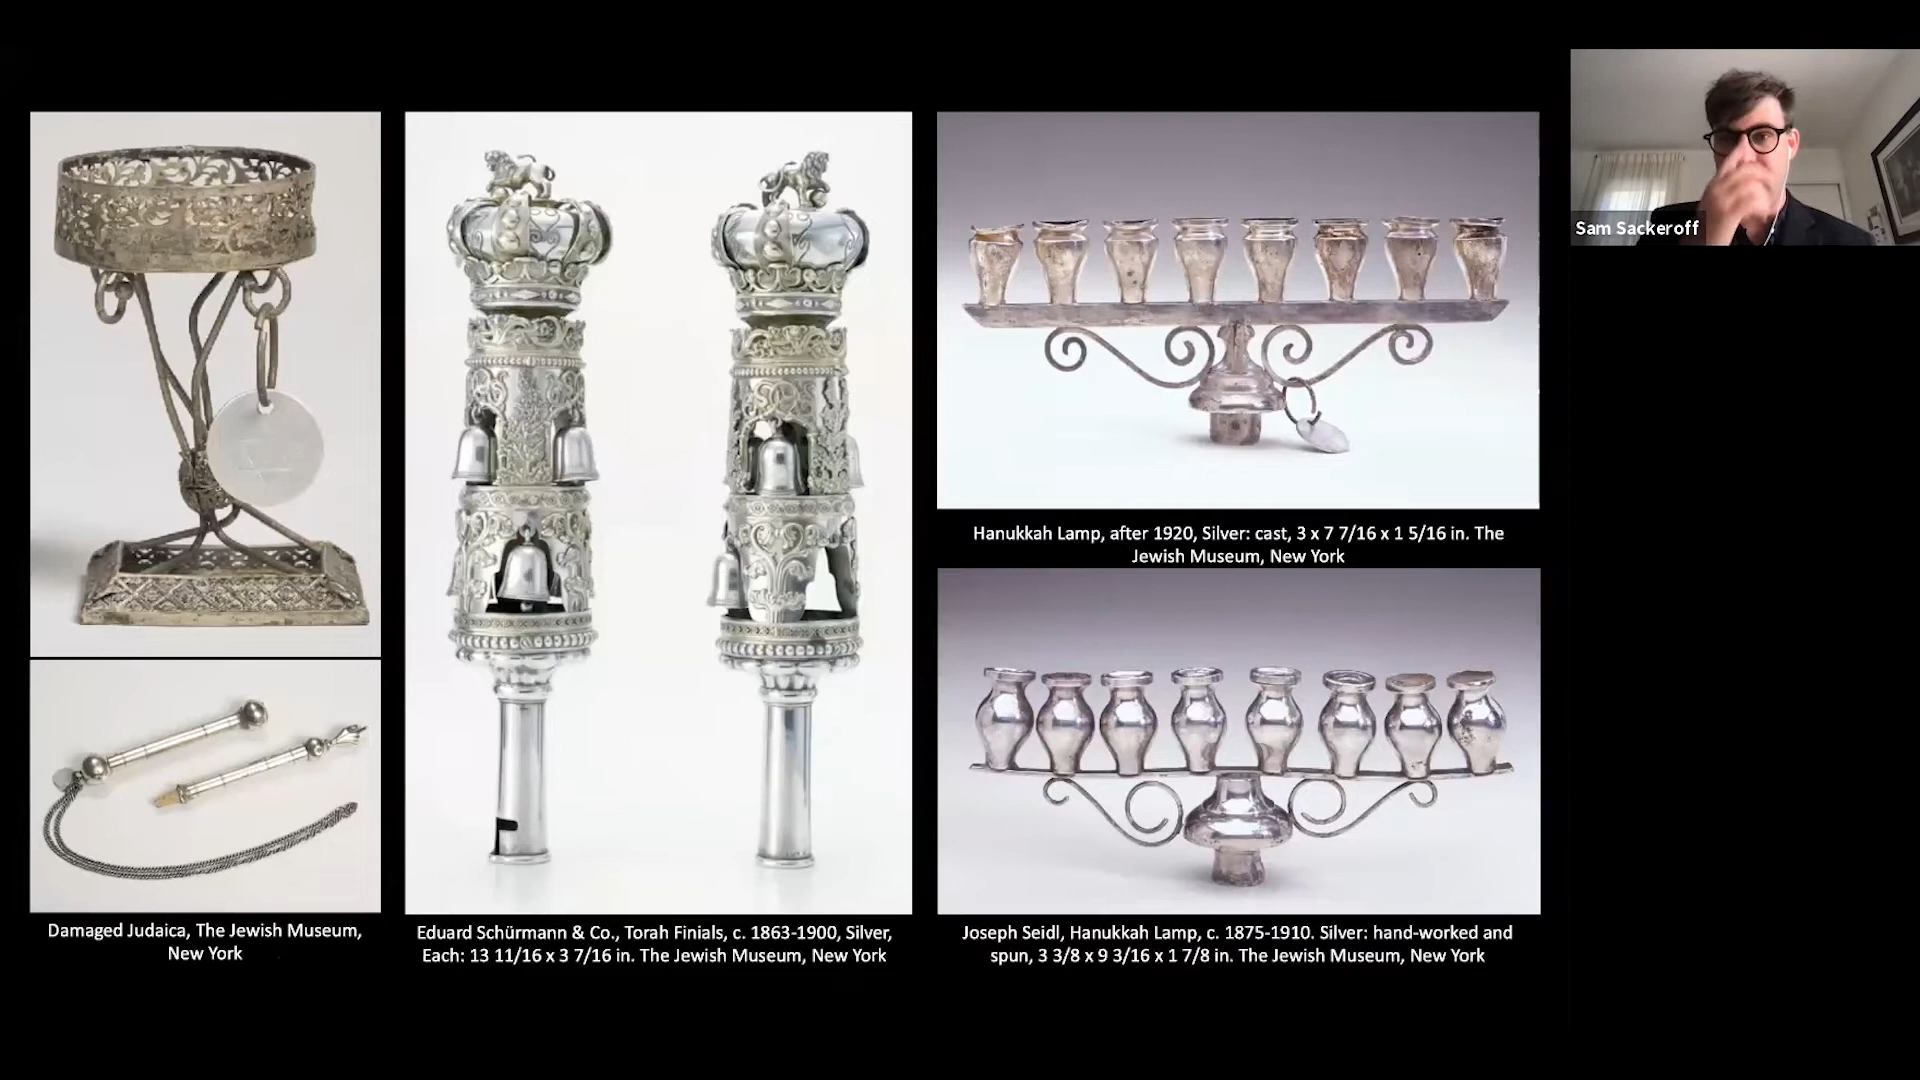 Damaged Judaica, The Jewish Museum,
New York
Eduard Schürmann & Co., Torah Finials, c. 1863-1900, Silver,
Each: 13 11/16 x 3 7/16 in. The Jewish Museum, New York
Hanukkah Lamp, after 1920, Silver: cast, 3 x 7 7/16 x 1 5/16 in. The
Jewish Museum, New York
Joseph Seidl, Hanukkah Lamp, c. 1875-1910. Silver: hand-worked and
spun, 3 3/8 x 9 3/16 x 1 7/8 in. The Jewish Museum, New York
Sam Sackeroff